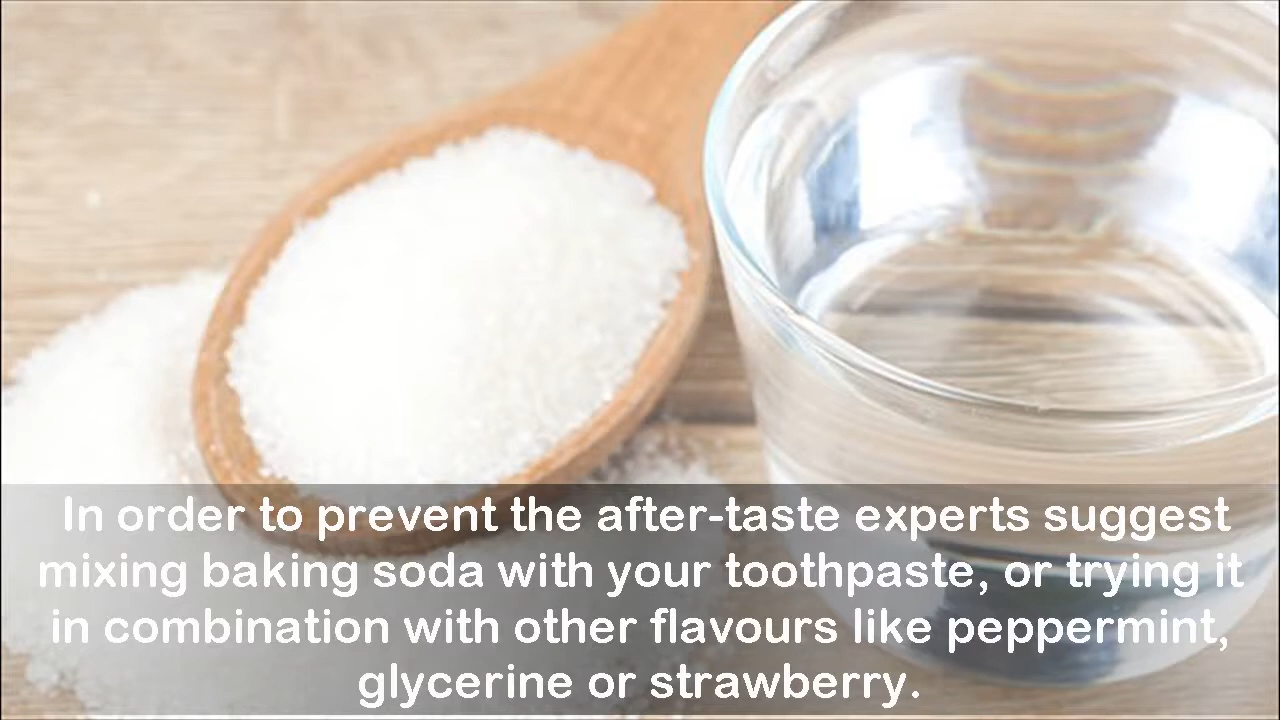 In order to prevent the after-taste experts suggest
mixing baking soda with your toothpaste, or trying it
in combination with other flavours like peppermint,
glycerine or strawberry.